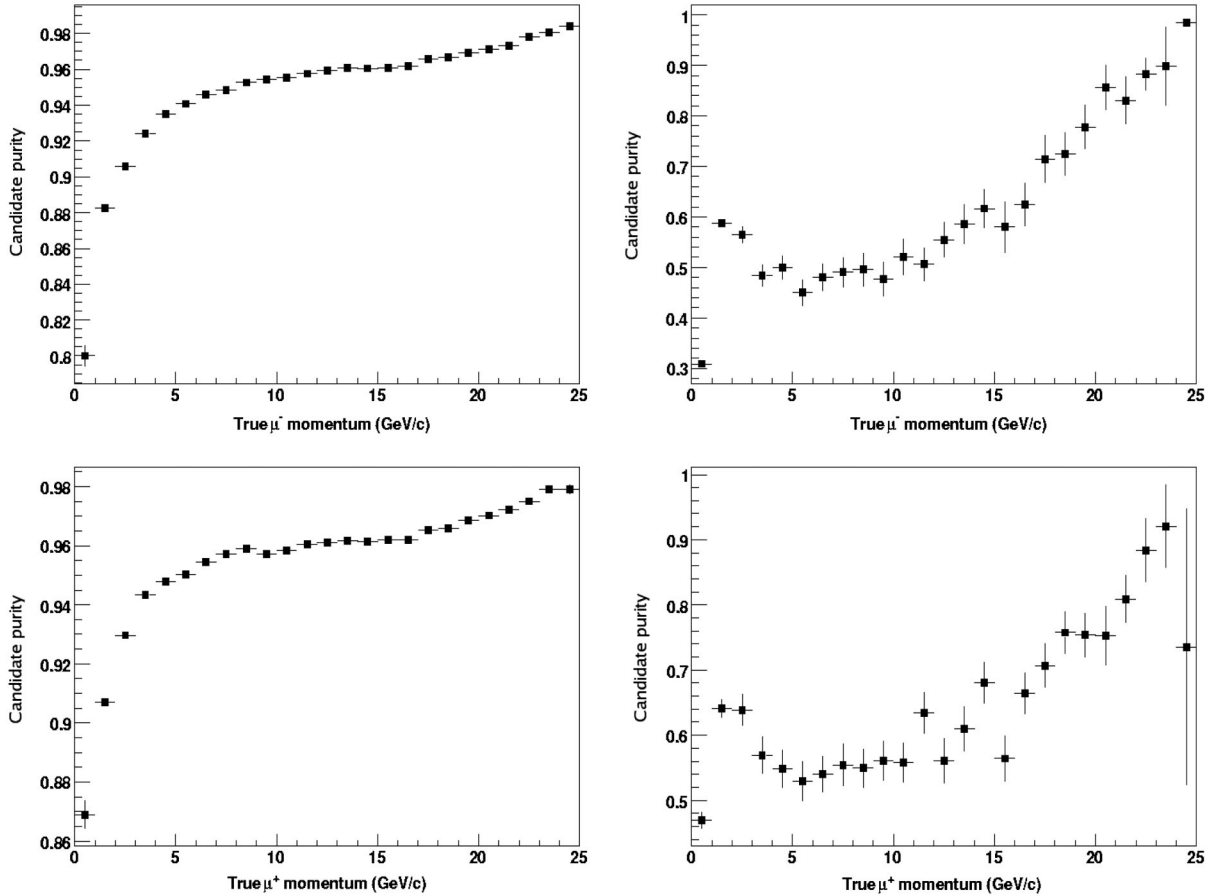 Candidate purity
0.98
0.96
0.94
0.92
0.9
0.88
0.86
0.84
0.82
0.8
0 5 10 15 20 25
True μ- momentum (GeV/c)
Candidate purity
1
0.9
0.8
0.7
0.6
0.5
0.4
0.3
0 5 10 15 20 25
True μ- momentum (GeV/c)
Candidate purity
0.98
0.96
0.94
0.92
0.9
0.88
0.86
0 5 10 15 20 25
True μ+ momentum (GeV/c)
Candidate purity
1
0.9
0.8
0.7
0.6
0.5
0 5 10 15 20 25
True μ+ momentum (GeV/c)